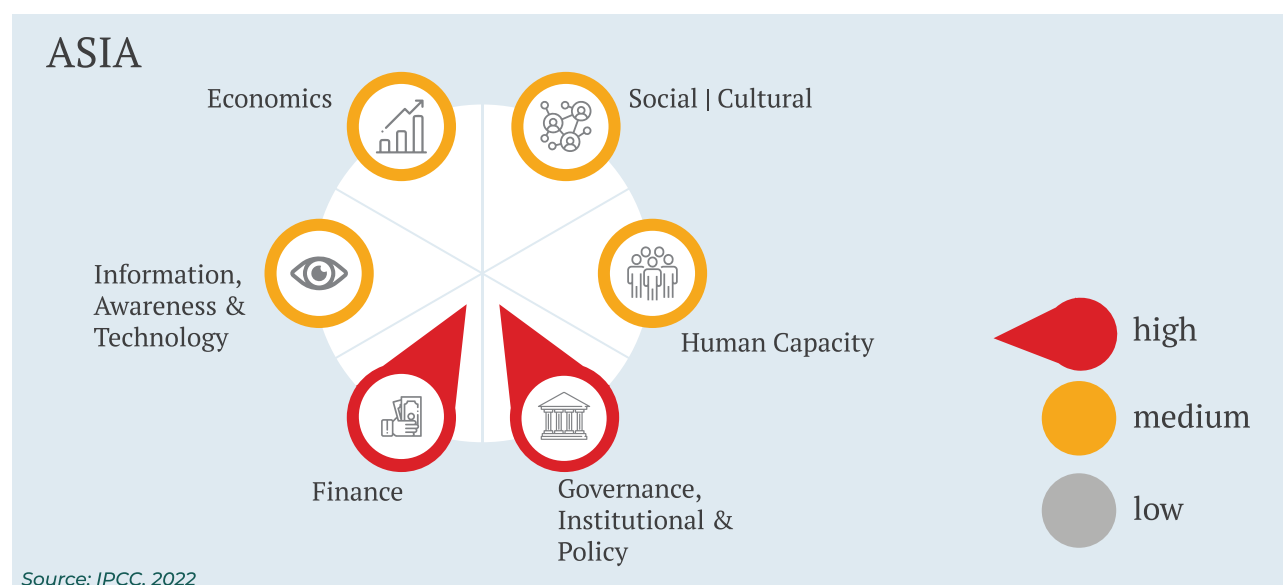 ASIA
Economics
Social | Cultural
Information,
Awareness &
Technology
Human Capacity
Finance
Governance,
Institutional &
Policy
high
medium
low
Source: IPCC, 2022